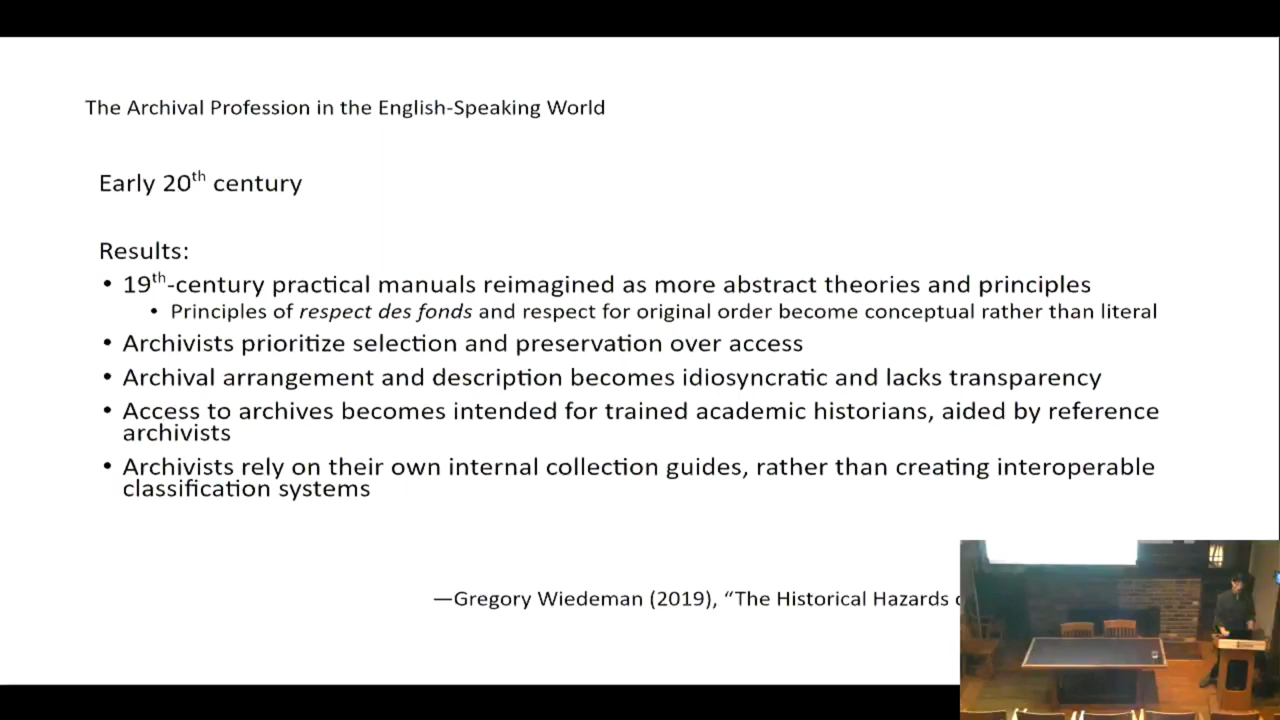 The Archival Profession in the English-Speaking World
Early 20th century
Results:
• 19th-century practical manuals reimagined as more abstract theories and principles
• Principles of respect des fonds and respect for original order become conceptual rather than literal
• Archivists prioritize selection and preservation over access
• Archival arrangement and description becomes idiosyncratic and lacks transparency
• Access to archives becomes intended for trained academic historians, aided by reference
archivists
• Archivists rely on their own internal collection guides, rather than creating interoperable
classification systems
—Gregory Wiedeman (2019), “The Historical Hazards